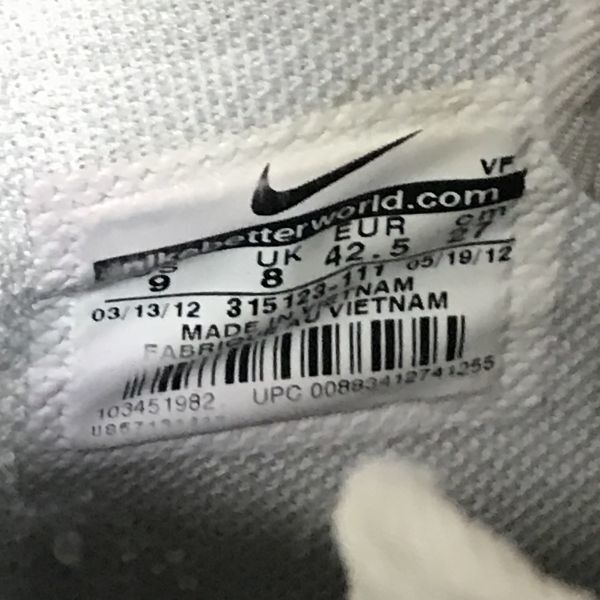 VF
nikebetterworld.com
US UK EUR cm
9 8 42.5 27
03/13/12 315123-111 05/19/12
MADE IN VIETNAM
FABRIQUE AU VIETNAM
103451982 UPC 00883412741255